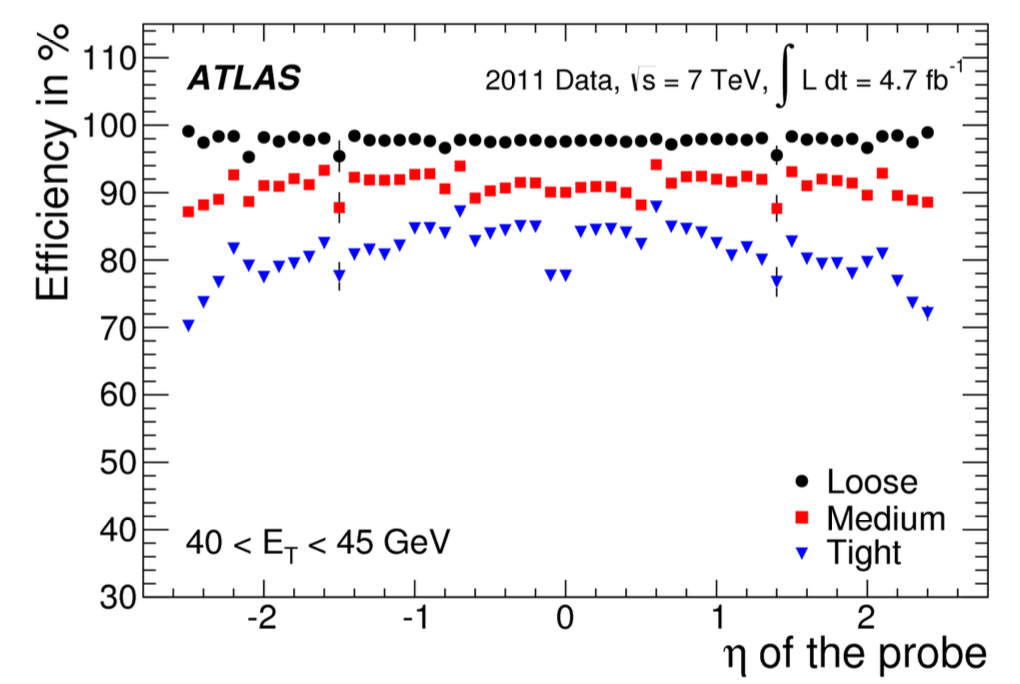 Efficiency in %
110
100
90
80
70
60
50
40
30
ATLAS
2011 Data, √s = 7 TeV, ∫ L dt = 4.7 fb⁻¹
Loose
Medium
Tight
40 < E_T < 45 GeV
-2 -1 0 1 2
η of the probe